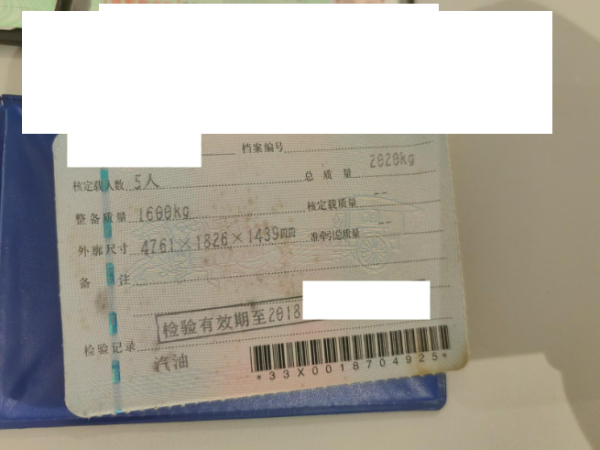 档案编号
核定载人数 5人 总质量 2020kg
整备质量 1600kg 核定载质量 --
外廓尺寸 4761×1826×1439mm 准牵引总质量 --
备注
检验有效期至2018
检验记录
汽油
*33X0018704925*